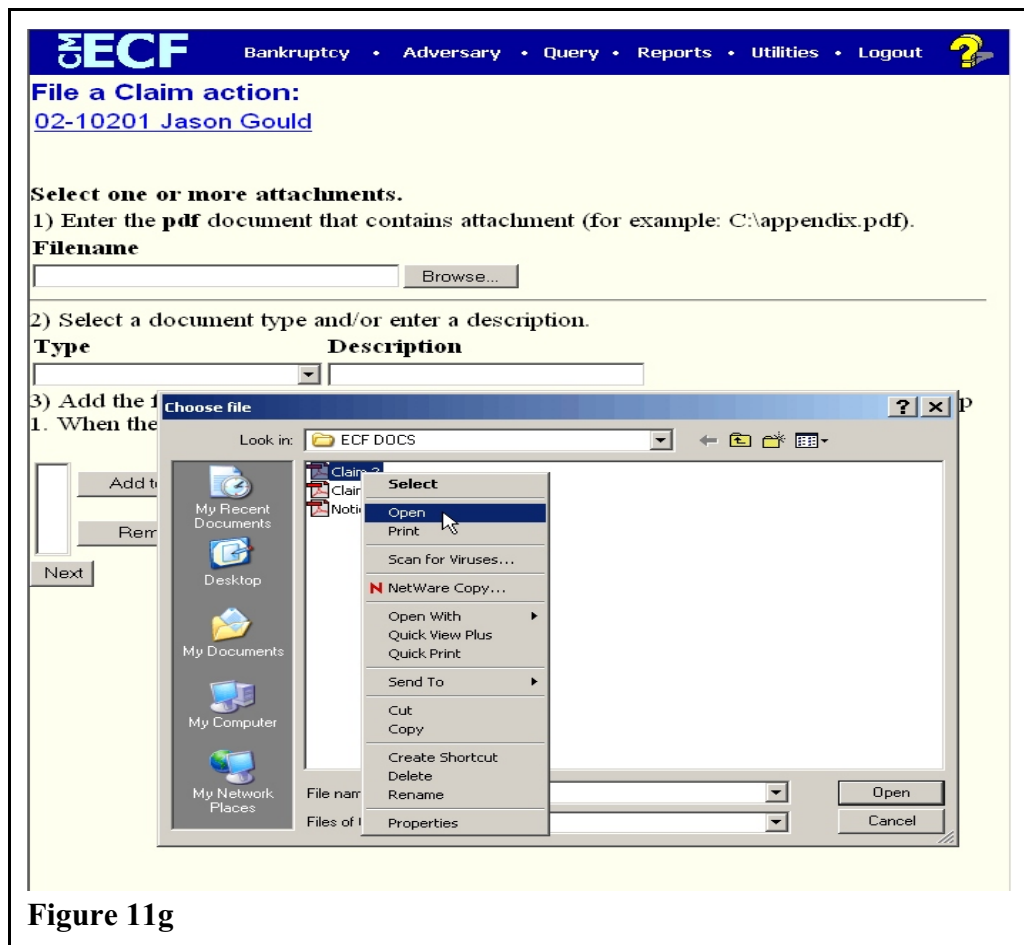 CM ECF Bankruptcy • Adversary • Query • Reports • Utilities • Logout ?
File a Claim action:
02-10201 Jason Gould
Select one or more attachments.
1) Enter the pdf document that contains attachment (for example: C:\appendix.pdf).
Filename
Browse...
2) Select a document type and/or enter a description.
Type Description
3) Add the
1. When the
Choose file ? X
Look in: ECF DOCS
Add
Next
My Recent
Documents
Desktop
My Documents
My Computer
My Network
Places
Select
Open
Print
Scan for Viruses...
N NetWare Copy...
Open With
Quick View Plus
Quick Print
Send To
Cut
Copy
Create Shortcut
Delete
Rename
Properties
File
Files of
Open
Cancel
Figure 11g